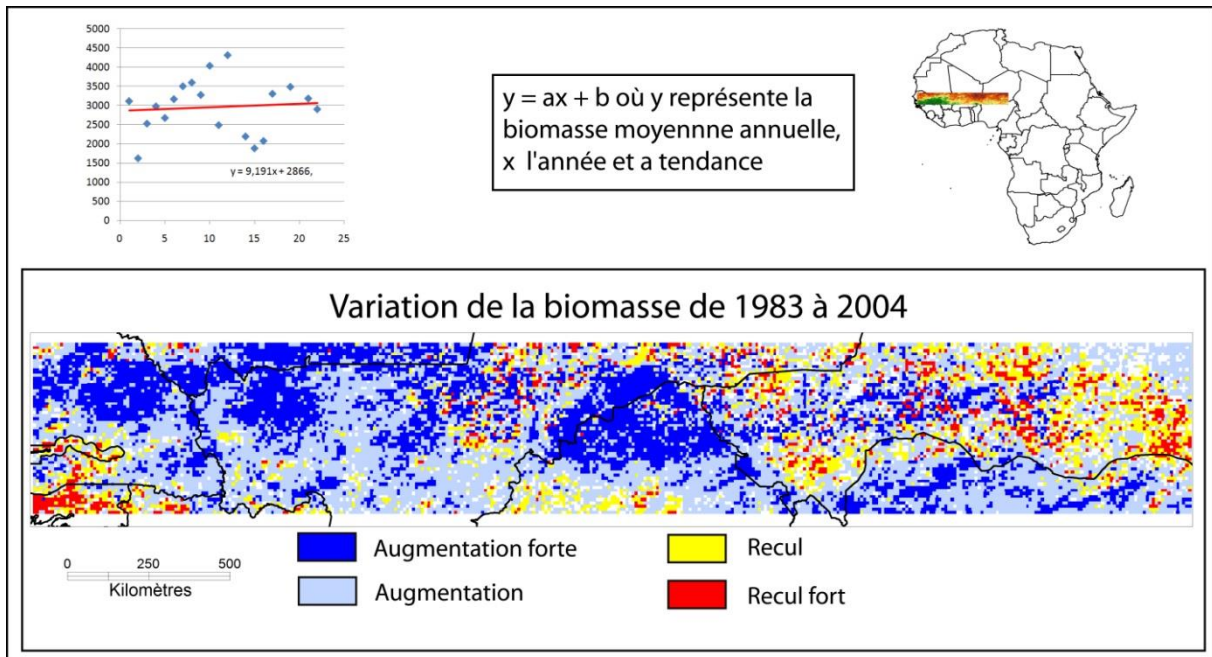 5000
4500
4000
3500
3000
2500
2000
1500
1000
500
0
0 5 10 15 20 25
y = 9,191x + 2866,
y = ax + b où y représente la
biomasse moyennne annuelle,
x l'année et a tendance
Variation de la biomasse de 1983 à 2004
0 250 500
Kilomètres
Augmentation forte
Augmentation
Recul
Recul fort